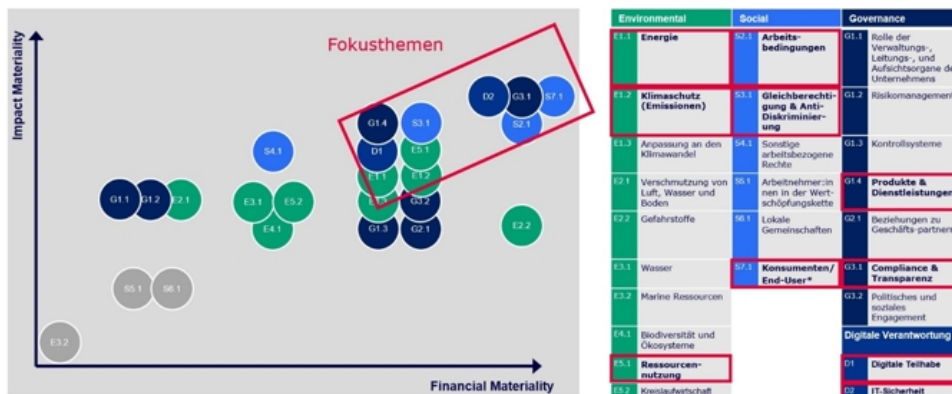 Impact Materiality
Fokusthemen
D2
G3.1
S7.1
S2.1
G1.4
S3.1
D1
E5.1
S4.1
E1.1
E1.2
G1.1
G1.2
E2.1
E3.1
E5.2
G3.2
E4.1
G1.3
G2.1
E2.2
S5.1
S6.1
E3.2
Financial Materiality
Environmental
E1.1 Energie
E1.2 Klimaschutz
(Emissionen)
E1.3 Anpassung an den
Klimawandel
E2.1 Verschmutzung von
Luft, Wasser und
Boden
E2.2 Gefahrstoffe
E3.1 Wasser
E3.2 Marine Ressourcen
E4.1 Biodiversität und
Ökosysteme
E5.1 Ressourcen-
nutzung
E5.2 Kreislaufwirtschaft
Social
S2.1 Arbeits-
bedingungen
S3.1 Gleichberechti-
gung & Anti-
Diskriminier-
ung
S4.1 Sonstige
arbeitsbezogene
Rechte
Arbeitnehmer:in
nen in der Wert-
schöpfungskette
S6.1 Lokale
Gemeinschaften
S7.1 Konsumenten/
End-User*
Governance
G1.1 Rolle der
Verwaltungs-,
Leitungs-, und
Aufsichtsorgane de
Unternehmens
G1.2 Risikomanagement
G1.3 Kontrollsysteme
G1.4 Produkte &
Dienstleistungen
G2.1 Beziehungen zu
Geschäfts-partnern
G3.1 Compliance &
Transparenz
G3.2 Politisches und
soziales
Engagement
Digitale Verantwortung
D1 Digitale Teilhabe
D2 IT-Sicherheit